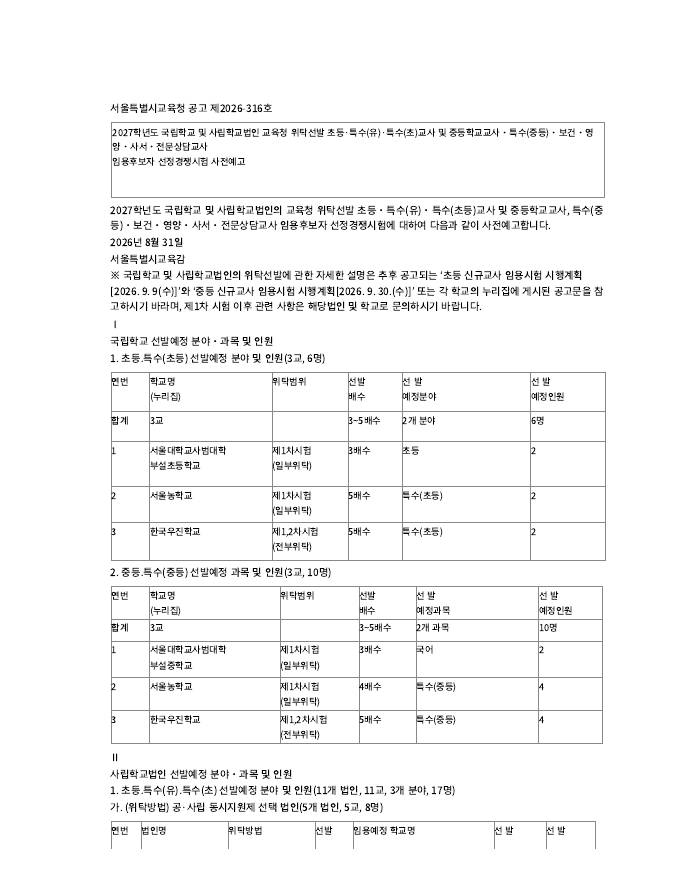 서울특별시교육청 공고 제2026-316호
2027학년도 국립학교 및 사립학교법인 교육청 위탁선발 초등·특수(유)·특수(초)교사 및 중등학교교사·특수(중등)·보건·영
양·사서·전문상담교사
임용후보자 선정경쟁시험 사전예고
2027학년도 국립학교 및 사립학교법인의 교육청 위탁선발 초등·특수(유)·특수(초등)교사 및 중등학교교사, 특수(중
등)·보건·영양·사서·전문상담교사 임용후보자 선정경쟁시험에 대하여 다음과 같이 사전예고합니다.
2026년 8월 31일
서울특별시교육감
※ 국립학교 및 사립학교법인의 위탁선발에 관한 자세한 설명은 추후 공고되는 ‘초등 신규교사 임용시험 시행계획
[2026. 9. 9(수)]’와 ‘중등 신규교사 임용시험 시행계획[2026. 9. 30.(수)]’ 또는 각 학교의 누리집에 게시된 공고문을 참
고하시기 바라며, 제1차 시험 이후 관련 사항은 해당법인 및 학교로 문의하시기 바랍니다.
Ⅰ
국립학교 선발예정 분야·과목 및 인원
1. 초등.특수(초등) 선발예정 분야 및 인원(3교, 6명)
연번 학교명 위탁범위 선발 선 발 선 발
(누리집) 배수 예정분야 예정인원
합계 3교 3~5배수 2개 분야 6명
1 서울대학교사범대학 제1차시험 3배수 초등 2
부설초등학교 (일부위탁)
2 서울농학교 제1차시험 5배수 특수(초등) 2
(일부위탁)
3 한국우진학교 제1,2차시험 5배수 특수(초등) 2
(전부위탁)
2. 중등.특수(중등) 선발예정 과목 및 인원(3교, 10명)
연번 학교명 위탁범위 선발 선 발 선 발
(누리집) 배수 예정과목 예정인원
합계 3교 3~5배수 2개 과목 10명
1 서울대학교사범대학 제1차시험 3배수 국어 2
부설중학교 (일부위탁)
2 서울농학교 제1차시험 4배수 특수(중등) 4
(일부위탁)
3 한국우진학교 제1,2차시험 5배수 특수(중등) 4
(전부위탁)
Ⅱ
사립학교법인 선발예정 분야·과목 및 인원
1. 초등.특수(유).특수(초) 선발예정 분야 및 인원(11개 법인, 11교, 3개 분야, 17명)
가. (위탁방법) 공·사립 동시지원제 선택 법인(5개 법인, 5교, 8명)
연번 법인명 위탁방법 선발 임용예정 학교명 선 발 선 발